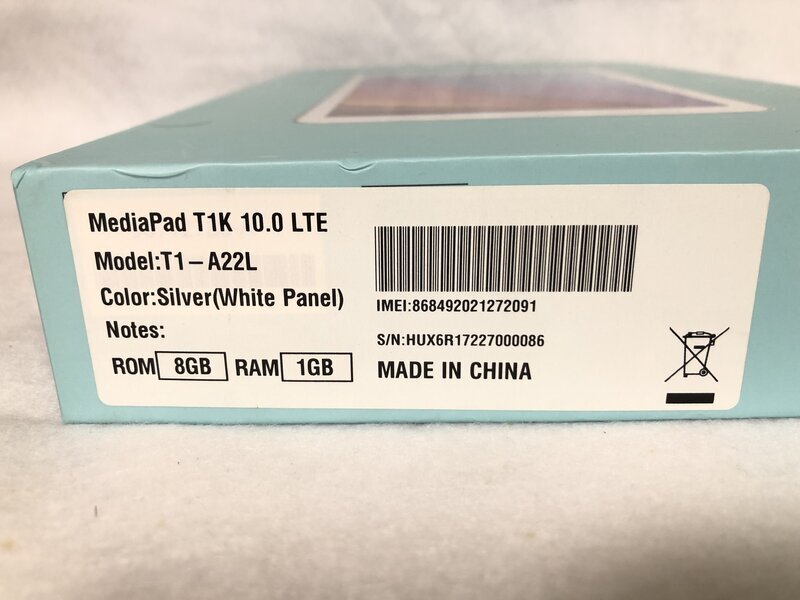 MediaPad T1K 10.0 LTE
Model:T1-A22L
Color:Silver(White Panel)
Notes:
ROM 8GB RAM 1GB
IMEI:868492021272091
S/N:HUX6R17227000086
MADE IN CHINA